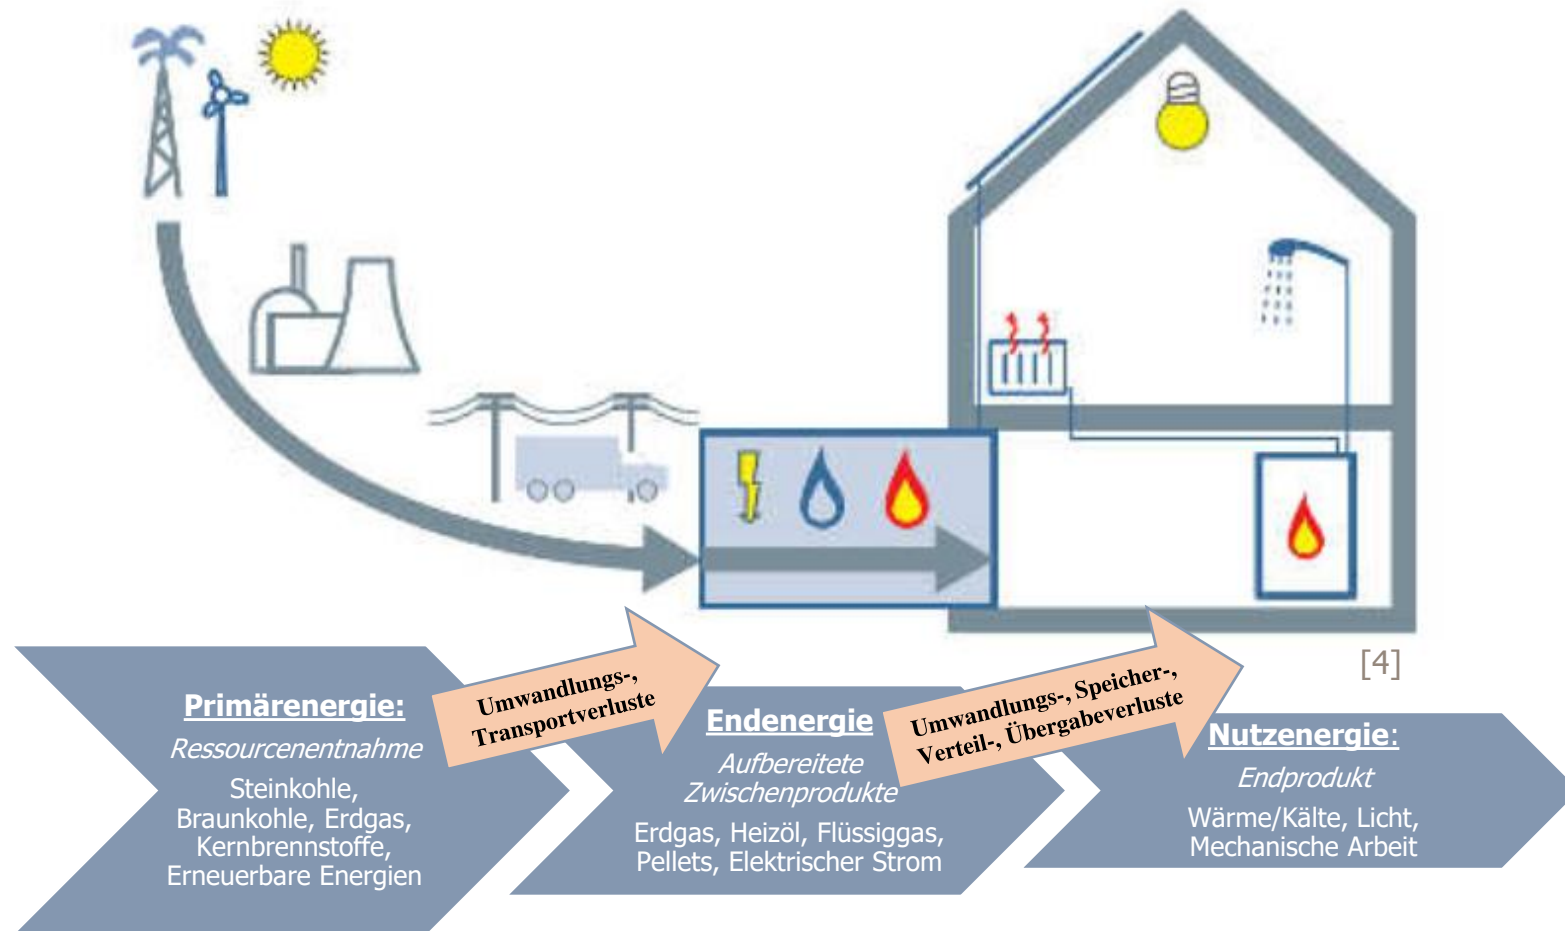 [4]
Primärenergie:
Ressourcenentnahme
Steinkohle,
Braunkohle, Erdgas,
Kernbrennstoffe,
Erneuerbare Energien
Umwandlungs-,
Transportverluste
Endenergie
Aufbereitete
Zwischenprodukte
Erdgas, Heizöl, Flüssiggas,
Pellets, Elektrischer Strom
Umwandlungs-, Speicher-,
Verteil-, Übergabeverluste
Nutzenergie:
Endprodukt
Wärme/Kälte, Licht,
Mechanische Arbeit